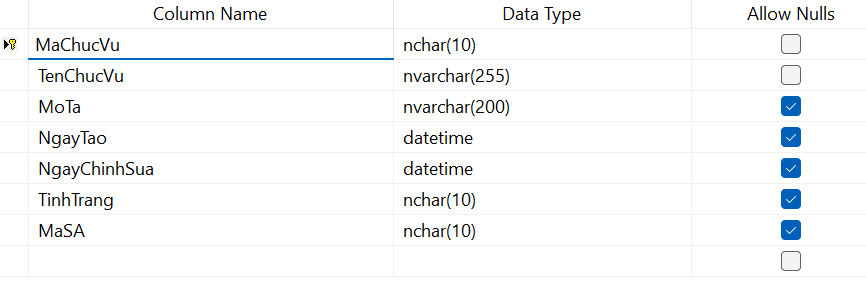 Column Name Data Type Allow Nulls
MaChucVu nchar(10)
TenChucVu nvarchar(255)
MoTa nvarchar(200)
NgayTao datetime
NgayChinhSua datetime
TinhTrang nchar(10)
MaSA nchar(10)